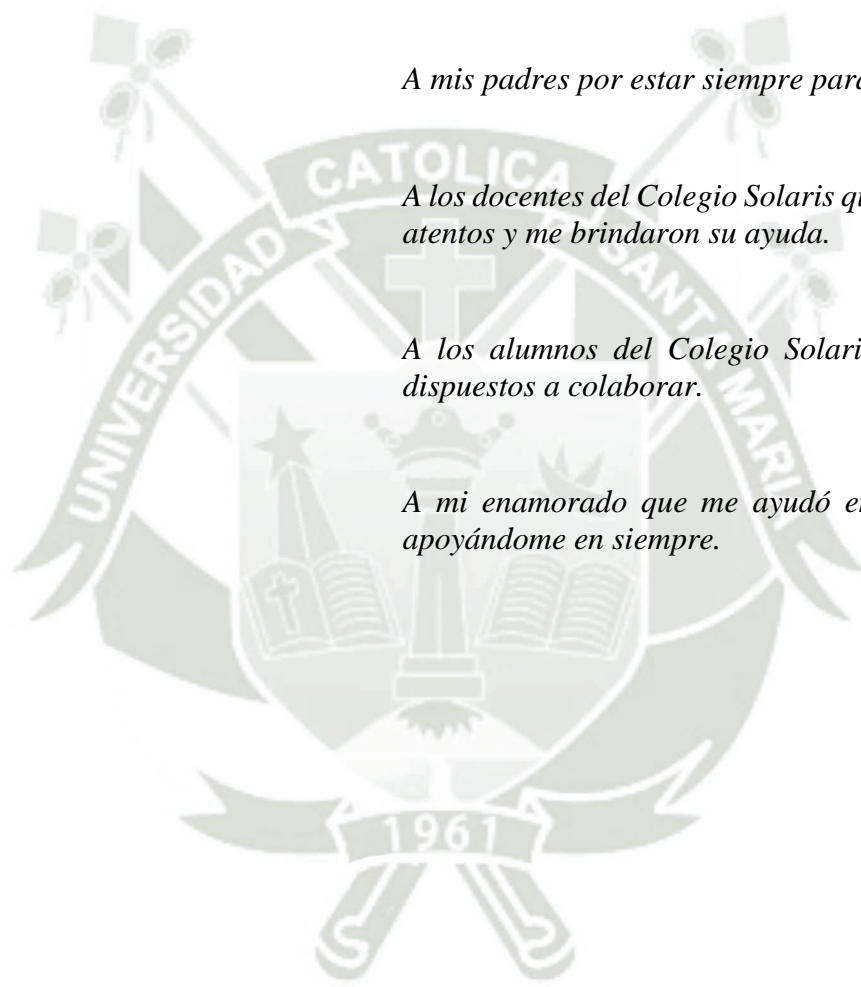 A mis padres por estar siempre para
A los docentes del Colegio Solaris
atentos y me brindaron su ayuda.
A los alumnos del Colegio
dispuestos a colaborar.
A mi enamorado que me ayudó
apoyándome en siempre.
UNIVERSIDAD CATOLICA SANTA MARIA
1961